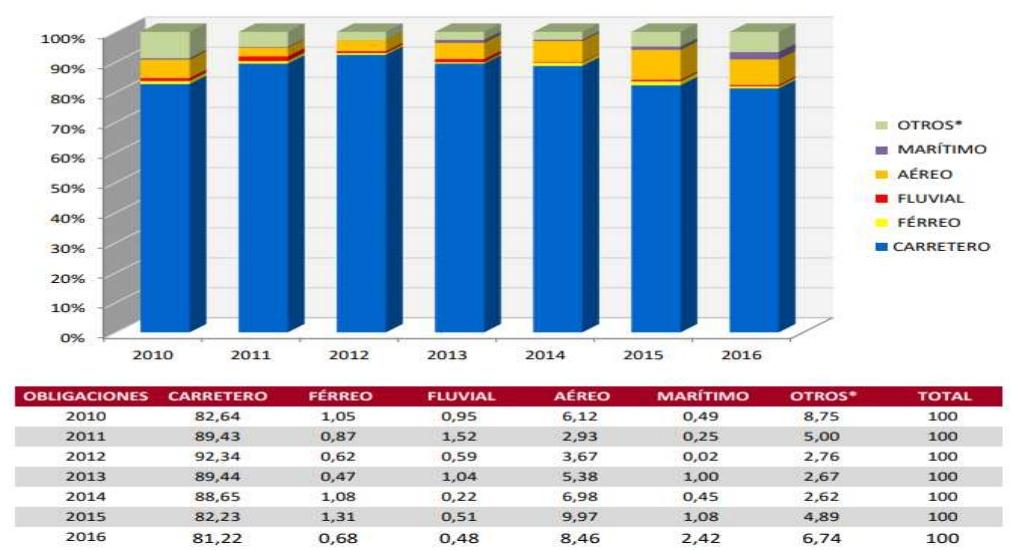 100%
90%
80%
70%
60%
50%
40%
30%
20%
10%
0%
2010 2011 2012 2013 2014 2015 2016
OTROS*
MARÍTIMO
AÉREO
FLUVIAL
FÉRREO
CARRETERO
OBLIGACIONES CARRETERO FÉRREO FLUVIAL AÉREO MARÍTIMO OTROS* TOTAL
2010 82,64 1,05 0,95 6,12 0,49 8,75 100
2011 89,43 0,87 1,52 2,93 0,25 5,00 100
2012 92,34 0,62 0,59 3,67 0,02 2,76 100
2013 89,44 0,47 1,04 5,38 1,00 2,67 100
2014 88,65 1,08 0,22 6,98 0,45 2,62 100
2015 82,23 1,31 0,51 9,97 1,08 4,89 100
2016 81,22 0,68 0,48 8,46 2,42 6,74 100